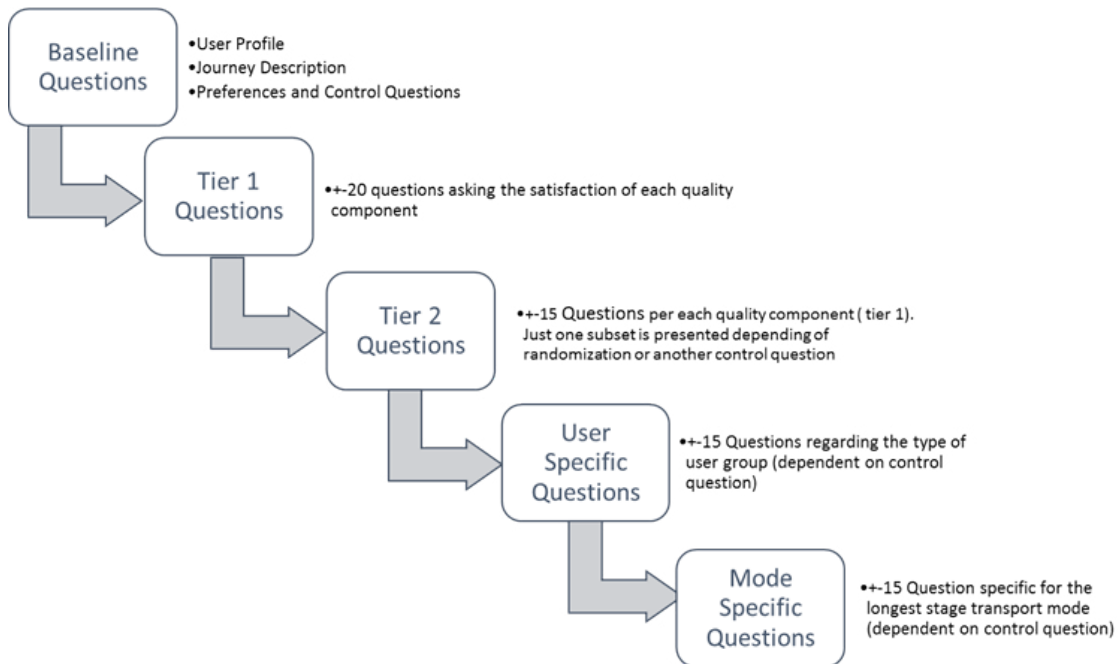 Baseline
Questions
•User Profile
•Journey Description
•Preferences and Control Questions
Tier 1
Questions
•+-20 questions asking the satisfaction of each quality
component
Tier 2
Questions
•+-15 Questions per each quality component ( tier 1).
Just one subset is presented depending of
randomization or another control question
User
Specific
Questions
•+-15 Questions regarding the type of
user group (dependent on control
question)
Mode
Specific
Questions
•+-15 Question specific for the
longest stage transport mode
(dependent on control question)